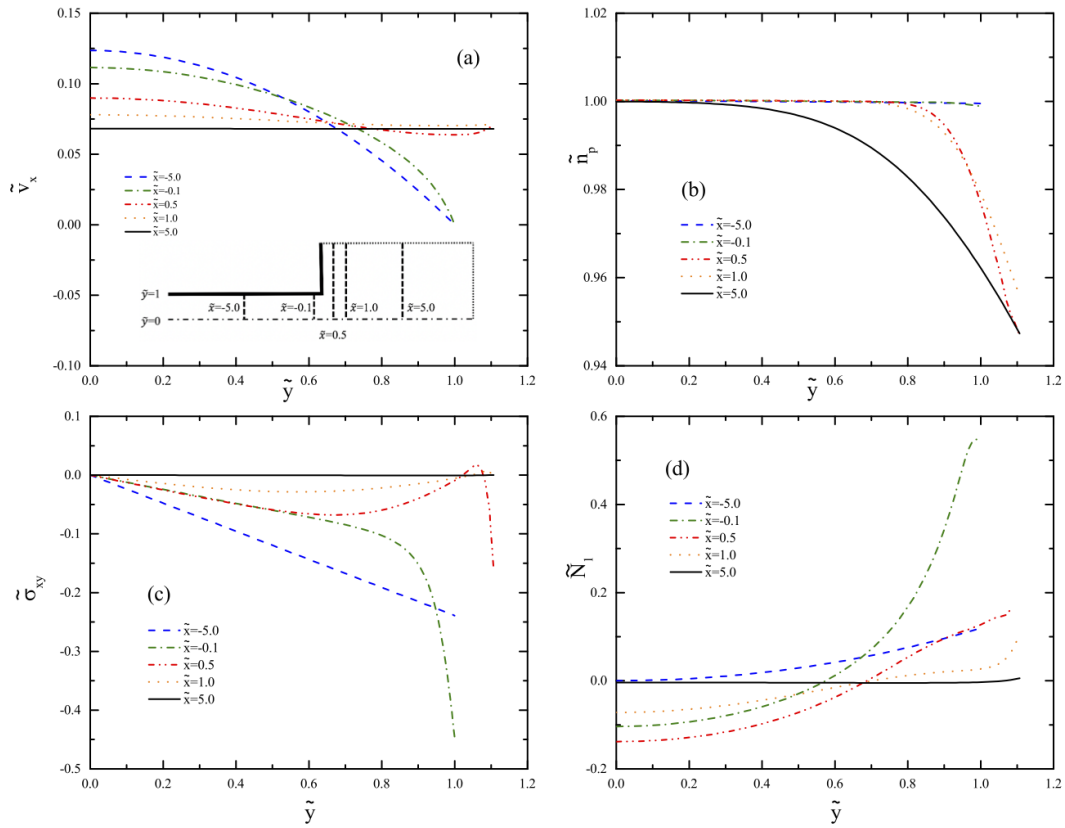 0.15
0.10
0.05
0.00
-0.05
-0.10
ṽx
(a)
x̃=-5.0
x̃=-0.1
x̃=0.5
x̃=1.0
x̃=5.0
ỹ=1
ỹ=0
x̃=-5.0
x̃=-0.1
x̃=1.0
x̃=5.0
x̃=0.5
0.0 0.2 0.4 0.6 0.8 1.0 1.2
ỹ
1.02
1.00
0.98
0.96
0.94
ñp
(b)
x̃=-5.0
x̃=-0.1
x̃=0.5
x̃=1.0
x̃=5.0
0.0 0.2 0.4 0.6 0.8 1.0 1.2
ỹ
0.1
0.0
-0.1
-0.2
-0.3
-0.4
-0.5
σ̃xy
(c)
x̃=-5.0
x̃=-0.1
x̃=0.5
x̃=1.0
x̃=5.0
0.0 0.2 0.4 0.6 0.8 1.0 1.2
ỹ
0.6
0.4
0.2
0.0
-0.2
Ñ1
(d)
x̃=-5.0
x̃=-0.1
x̃=0.5
x̃=1.0
x̃=5.0
0.0 0.2 0.4 0.6 0.8 1.0 1.2
ỹ